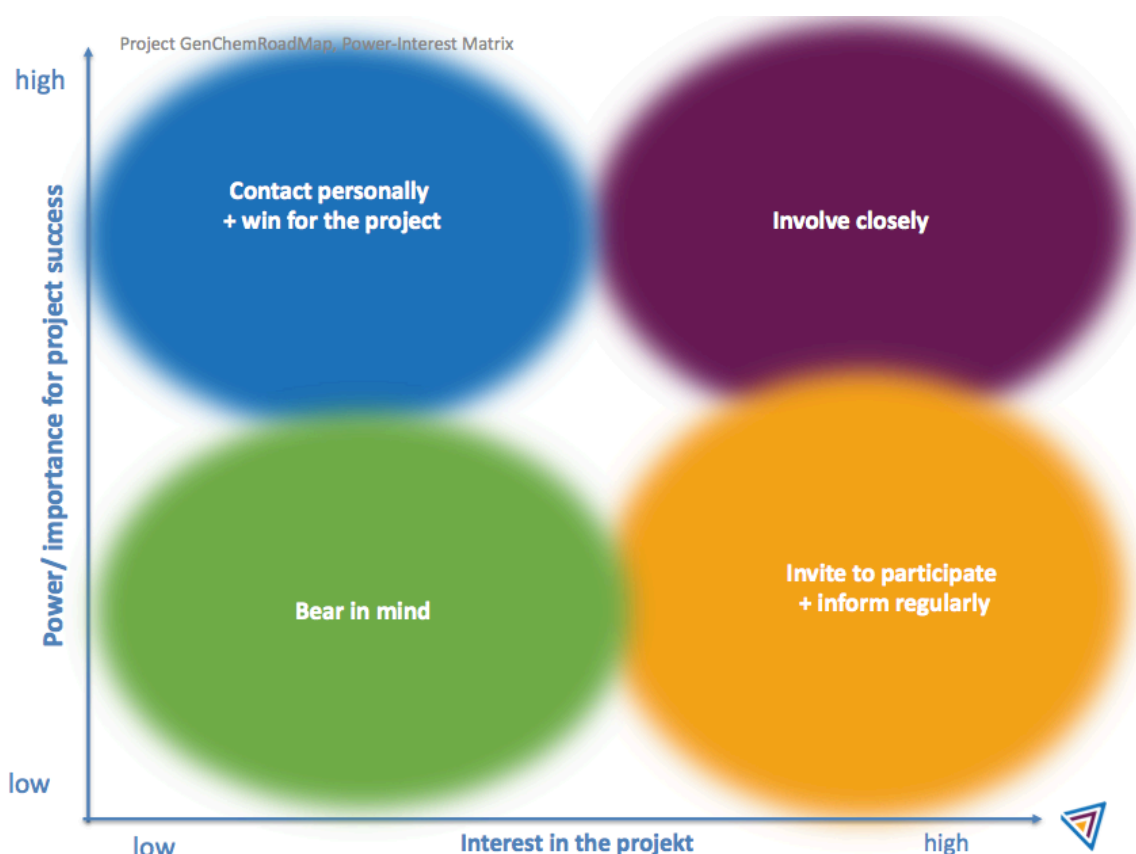 Project GenChemRoadMap, Power-Interest Matrix
high
Power/ importance for project success
Contact personally
+ win for the project
Involve closely
Bear in mind
Invite to participate
+ inform regularly
low
low
Interest in the projekt
high